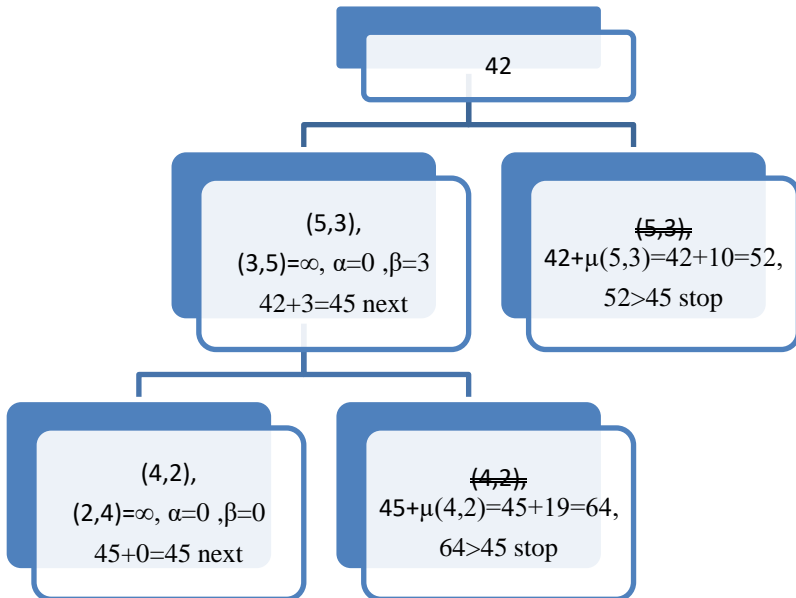 42
(5,3),
(3,5)=∞, α=0 ,β=3
42+3=45 next
(5,3),
42+μ(5,3)=42+10=52,
52>45 stop
(4,2),
(2,4)=∞, α=0 ,β=0
45+0=45 next
(4,2),
45+μ(4,2)=45+19=64,
64>45 stop